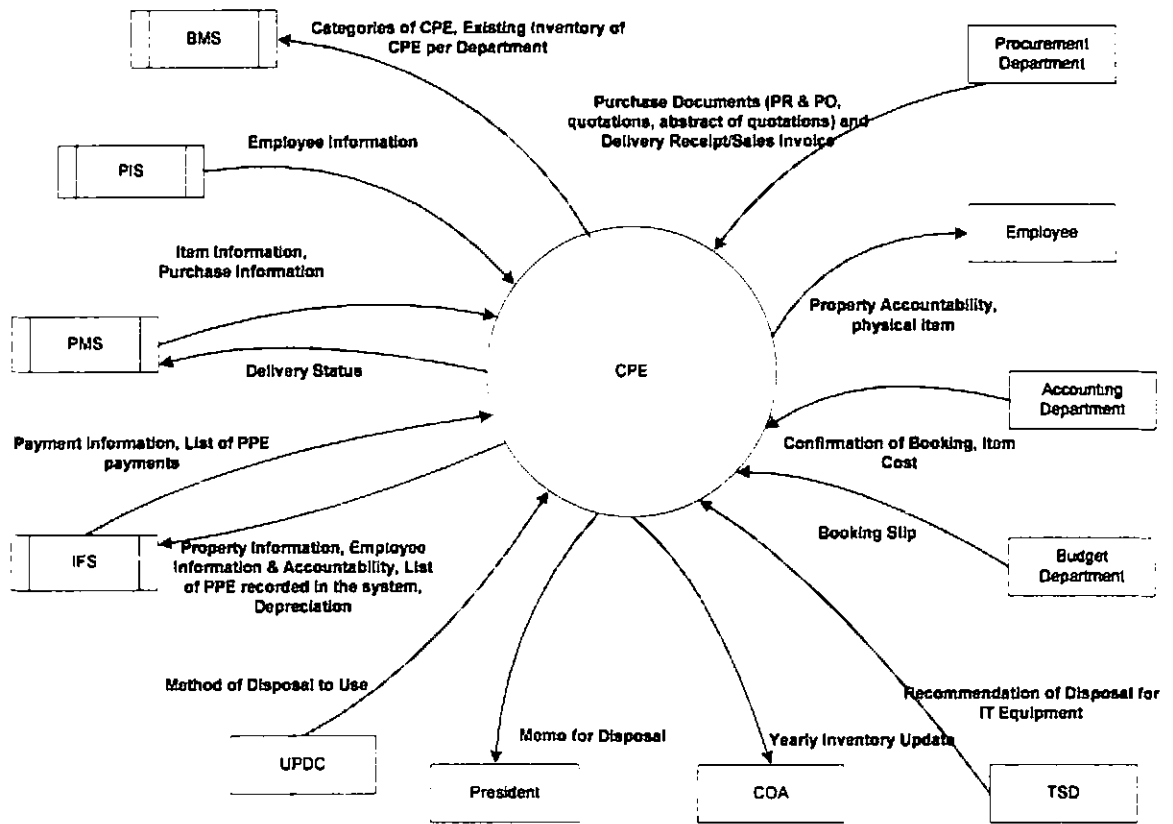 BMS
Categories of CPE, Existing Inventory of
CPE per Department
Procurement
Department
Purchase Documents (PR & PO,
quotations, abstract of quotations) and
Delivery Receipt/Sales Invoice
Employee Information
PIS
Employee
Item Information,
Purchase Information
Property Accountability,
physical item
PMS
Delivery Status
CPE
Accounting
Department
Payment Information, List of PPE
payments
Confirmation of Booking, Item
Cost
Booking Slip
IFS
Property Information, Employee
Information & Accountability, List
of PPE recorded in the system,
Depreciation
Budget
Department
Method of Disposal to Use
Recommendation of Disposal for
IT Equipment
UPDC
Memo for Disposal
Yearly Inventory Update
President
COA
TSD